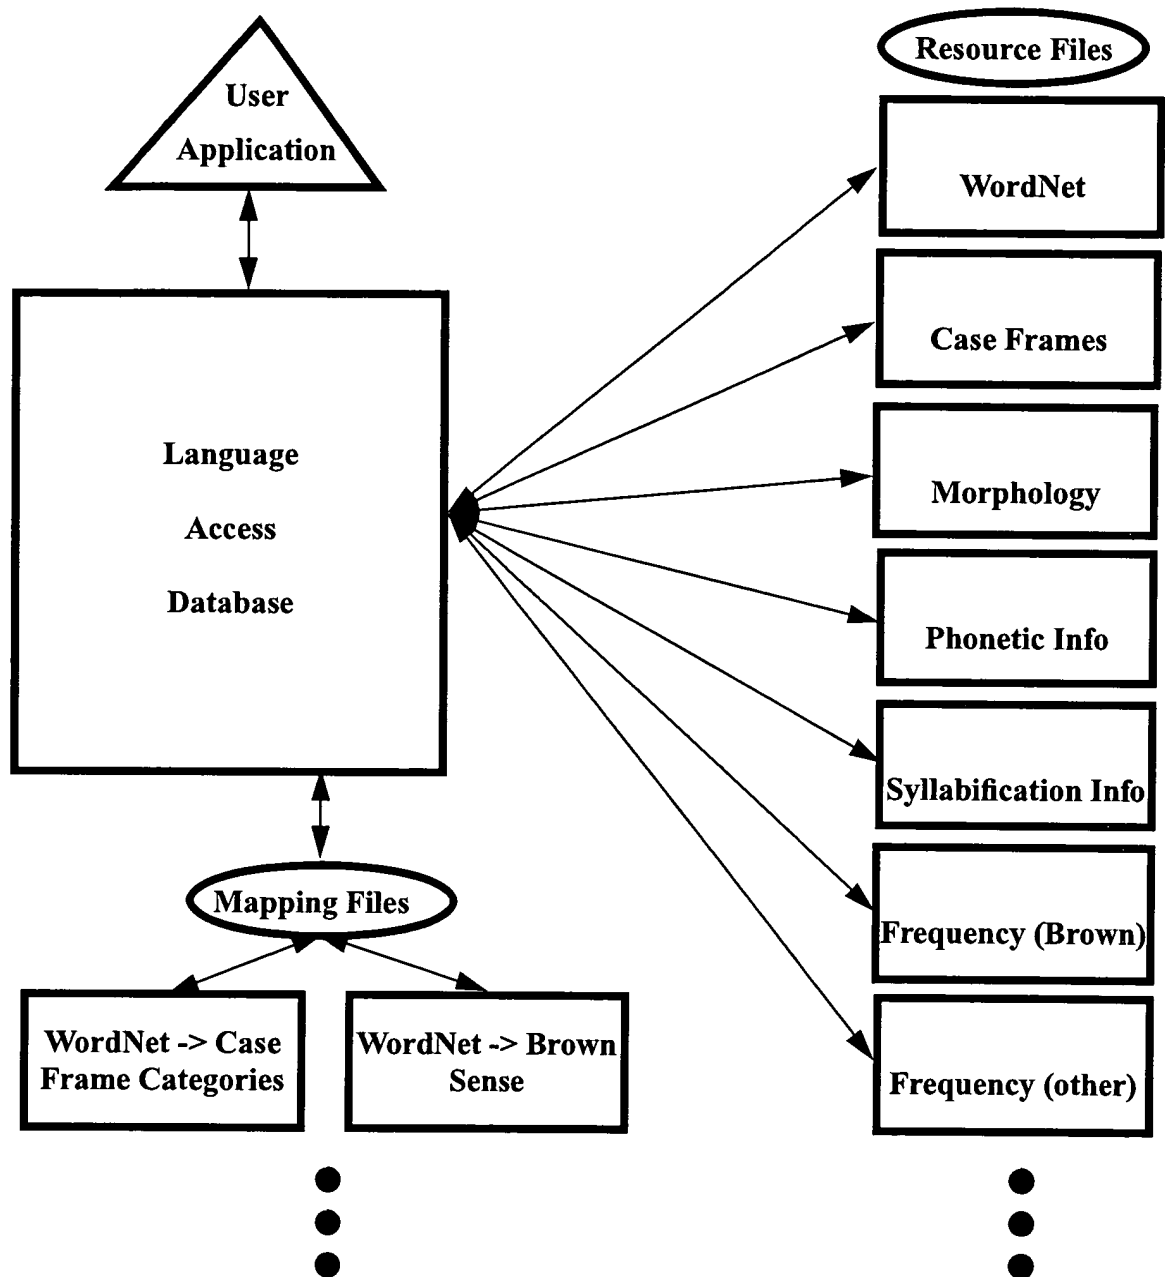 User
Application
Language
Access
Database
Mapping Files
WordNet -> Case
Frame Categories
WordNet -> Brown
Sense
Resource Files
WordNet
Case Frames
Morphology
Phonetic Info
Syllabification Info
Frequency (Brown)
Frequency (other)